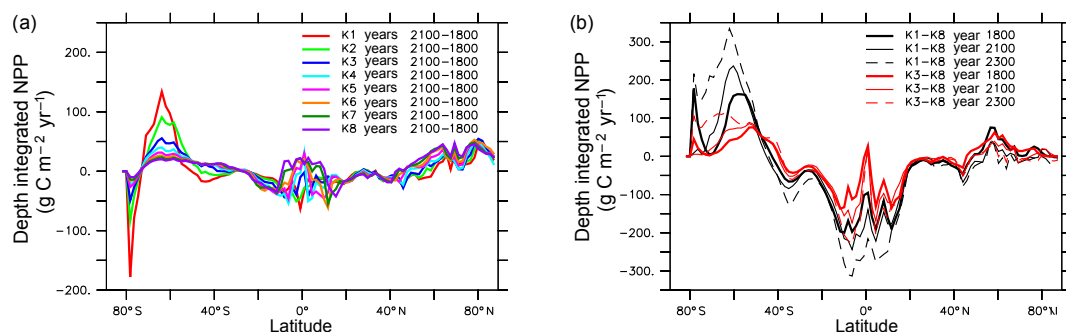 (a)
Depth integrated NPP
(g C m−2 yr−1)
200.
100.
0.
−100.
−200.
K1 years 2100−1800
K2 years 2100−1800
K3 years 2100−1800
K4 years 2100−1800
K5 years 2100−1800
K6 years 2100−1800
K7 years 2100−1800
K8 years 2100−1800
80°S
40°S
0°
40°N
80°N
Latitude
(b)
Depth integrated NPP
(g C m−2 yr−1)
300.
200.
100.
0.
−100.
−200.
−300.
K1−K8 year 1800
K1−K8 year 2100
K1−K8 year 2300
K3−K8 year 1800
K3−K8 year 2100
K3−K8 year 2300
80°S
40°S
0°
40°N
80°N
Latitude